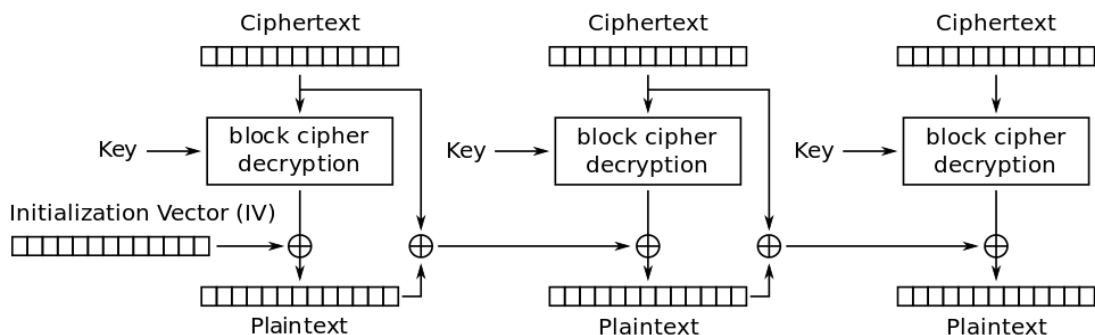 Ciphertext
Ciphertext
Ciphertext
Key
block cipher
decryption
Key
block cipher
decryption
Key
block cipher
decryption
Initialization Vector (IV)
Plaintext
Plaintext
Plaintext